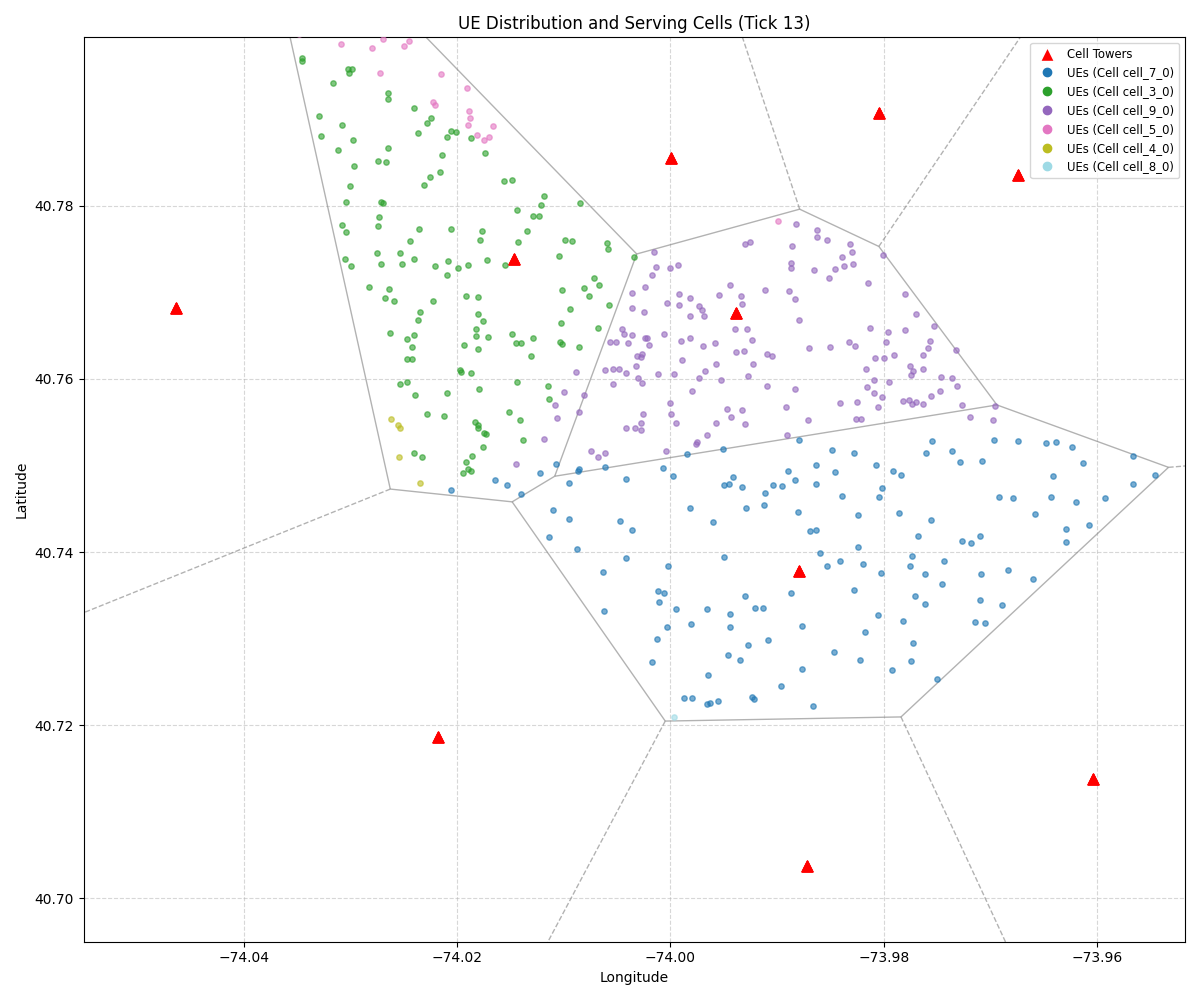 UE Distribution and Serving Cells (Tick 13)
Cell Towers
UEs (Cell cell_7_0)
UEs (Cell cell_3_0)
UEs (Cell cell_9_0)
UEs (Cell cell_5_0)
UEs (Cell cell_4_0)
UEs (Cell cell_8_0)
40.78
40.76
40.74
40.72
40.70
Latitude
−74.04
−74.02
−74.00
−73.98
−73.96
Longitude